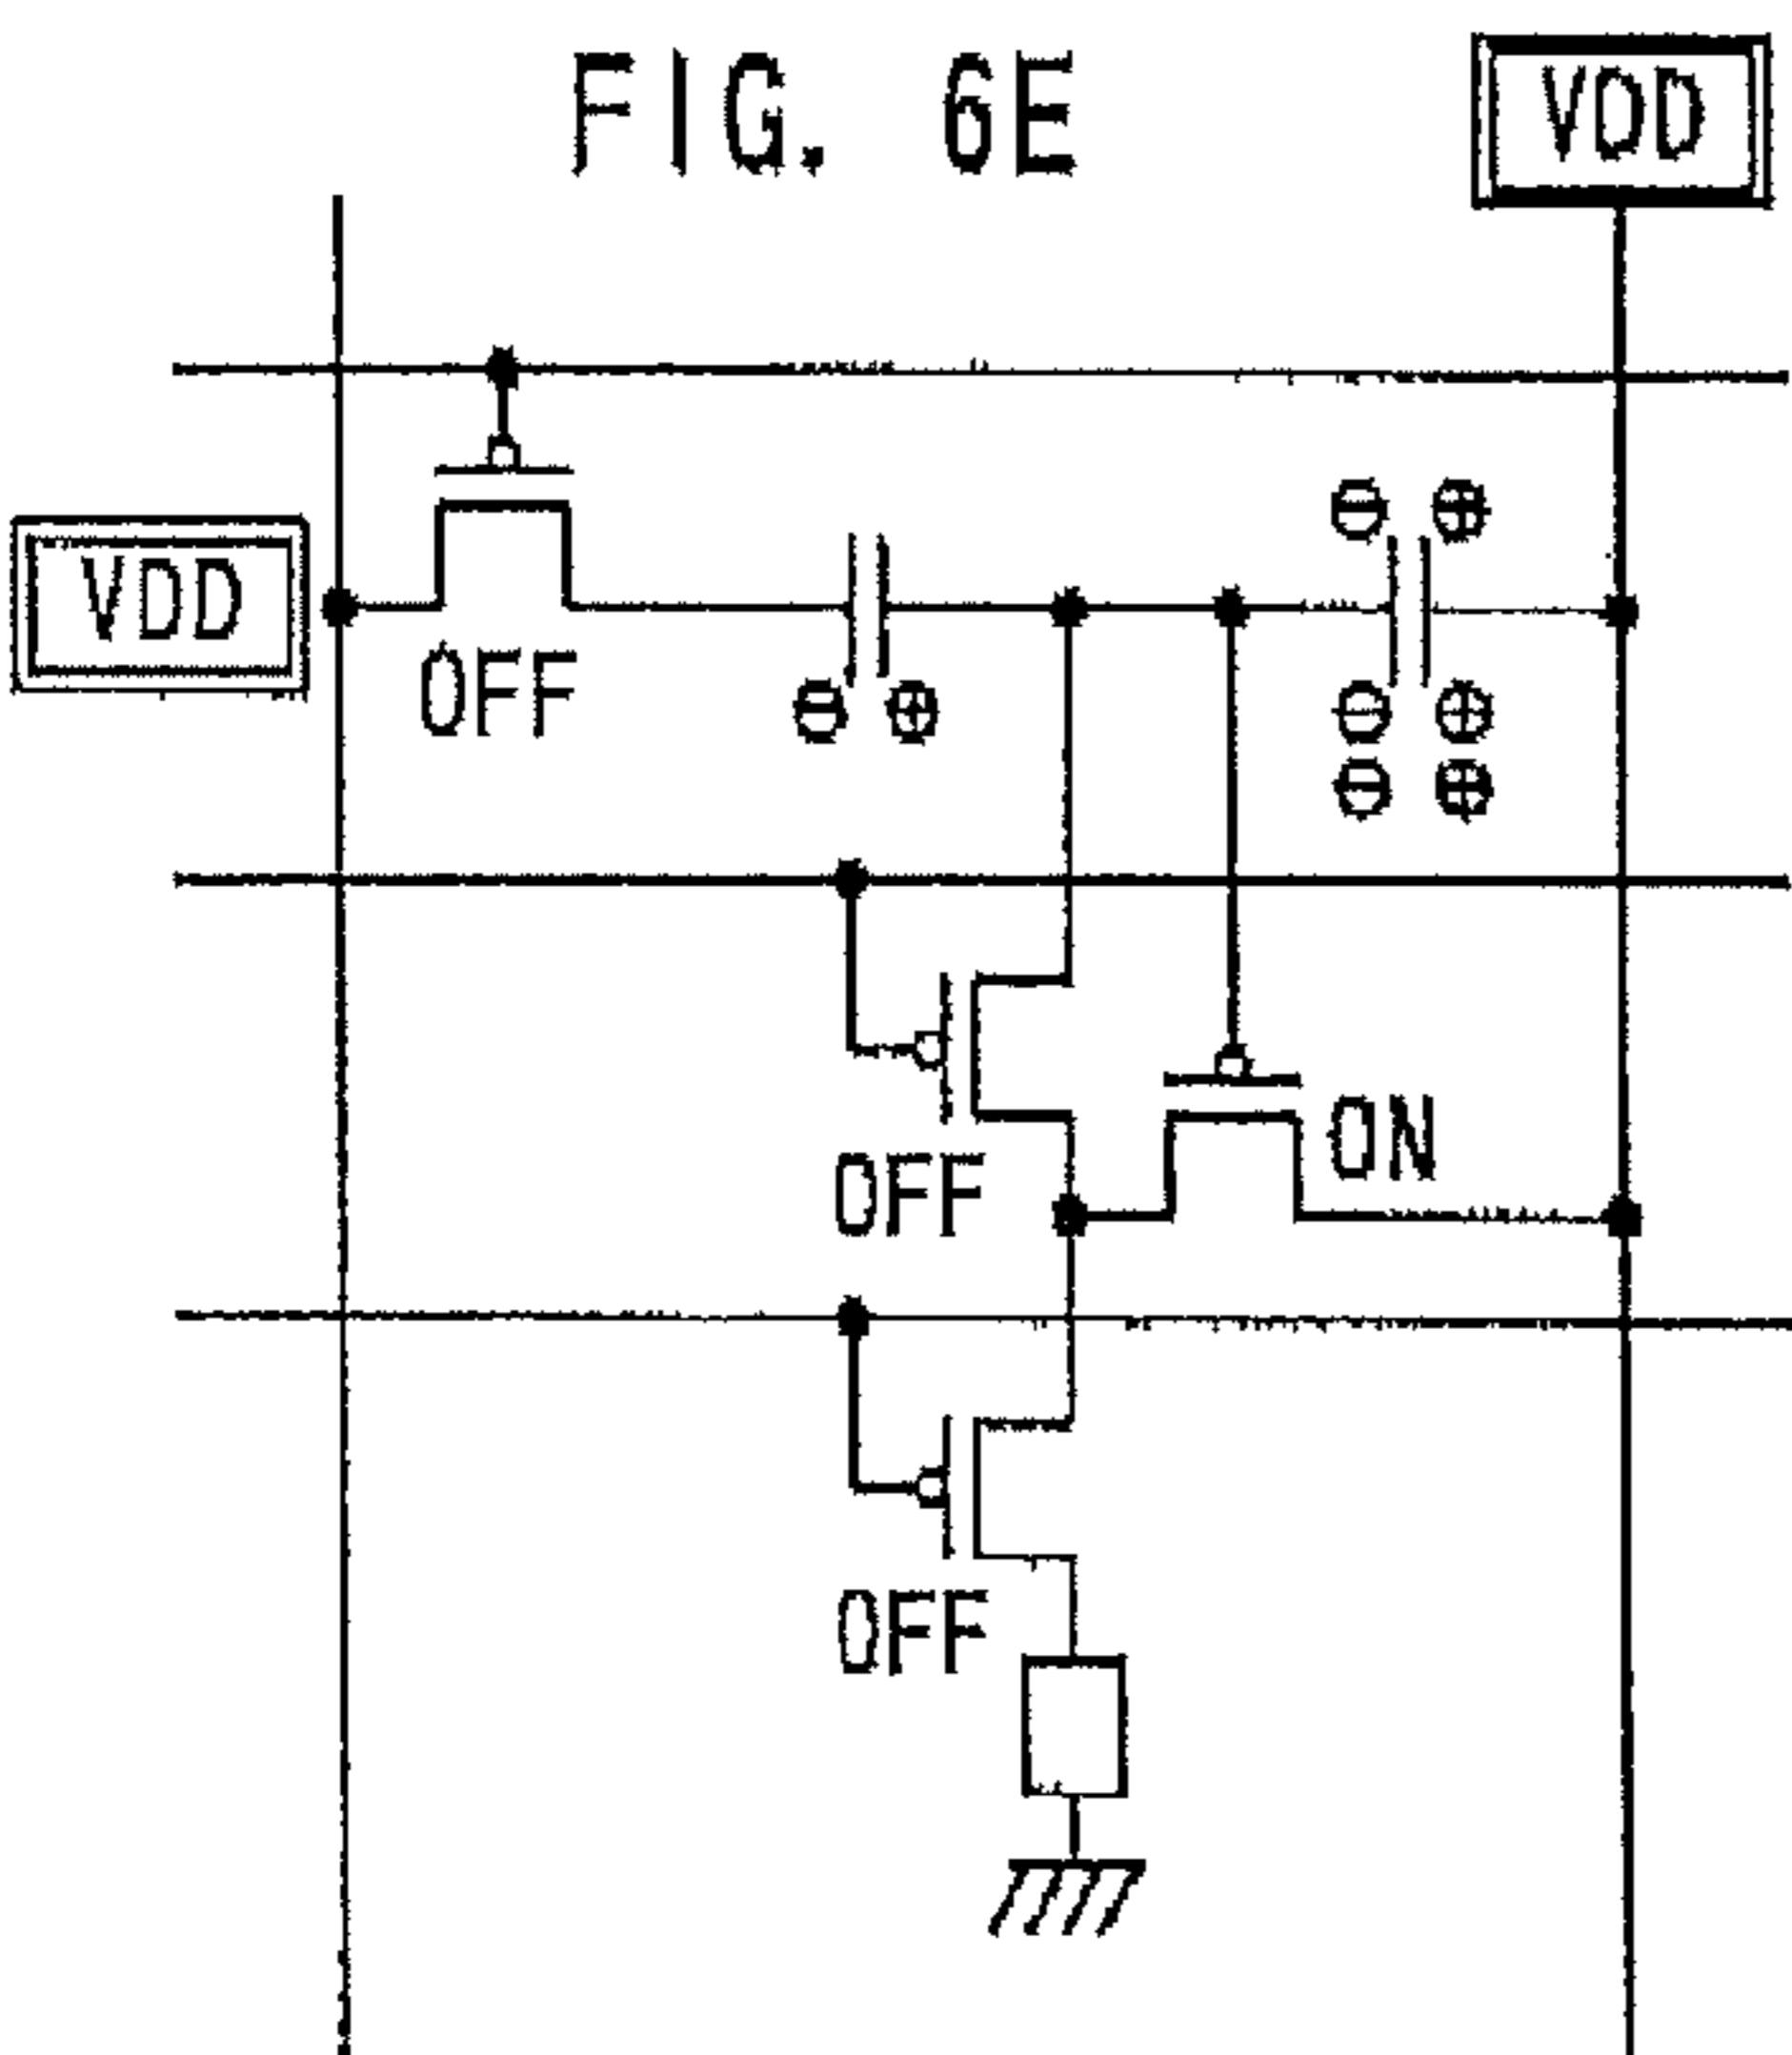 FIG. 6E
VDD
VDD
OFF
⊖ ⊕
⊖ ⊕
⊖ ⊕
⊖ ⊕
OFF
ON
OFF